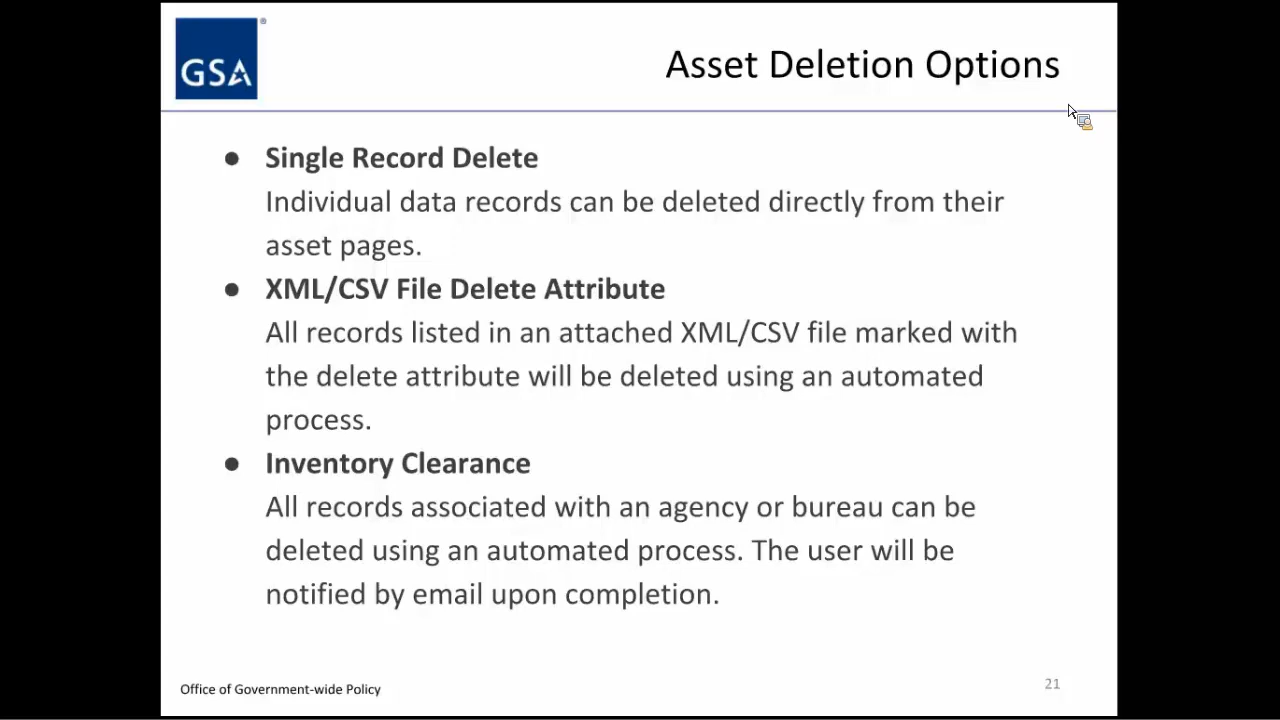 GSA
®
Asset Deletion Options
● Single Record Delete
Individual data records can be deleted directly from their
asset pages.
● XML/CSV File Delete Attribute
All records listed in an attached XML/CSV file marked with
the delete attribute will be deleted using an automated
process.
● Inventory Clearance
All records associated with an agency or bureau can be
deleted using an automated process. The user will be
notified by email upon completion.
Office of Government-wide Policy
21